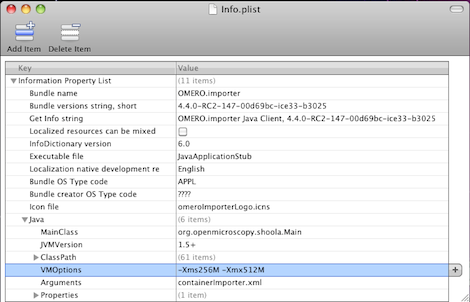 Info.plist
Add Item Delete Item
Key Value
Information Property List (11 items)
Bundle name OMERO.importer
Bundle versions string, short 4.4.0-RC2-147-00d69bc-ice33-b3025
Get Info string OMERO.importer Java Client, 4.4.0-RC2-147-00d69bc-ice33-b3025
Localized resources can be mixed
InfoDictionary version 6.0
Executable file JavaApplicationStub
Localization native development re English
Bundle OS Type code APPL
Bundle creator OS Type code ????
Icon file omeroImporterLogo.icns
Java (6 items)
MainClass org.openmicroscopy.shoola.Main
JVMVersion 1.5+
ClassPath (61 items)
VMOptions -Xms256M -Xmx512M
Arguments containerImporter.xml
Properties (1 item)